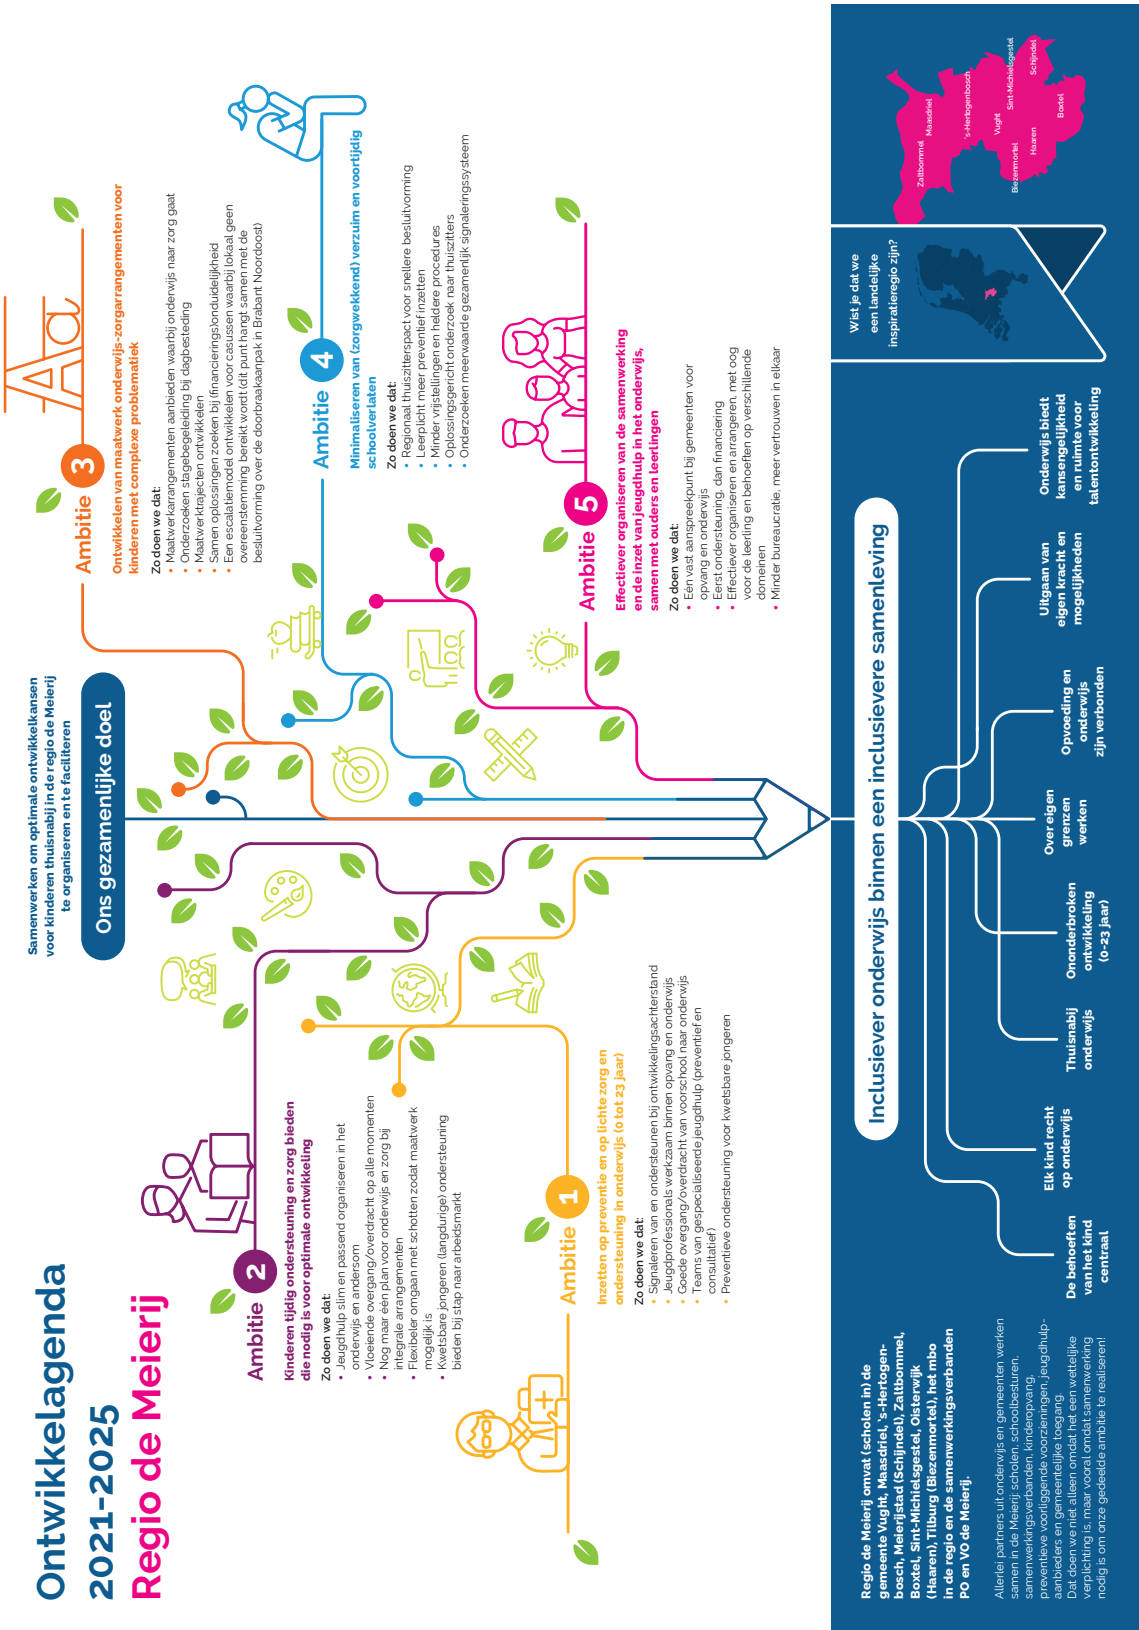 Ontwikkelagenda
2021-2025
Regio de Meierij
Samenwerken om optimale ontwikkelkansen
voor kinderen thuisnabij in de regio de Meierij
te organiseren en te faciliteren
Ons gezamenlijke doel
Ambitie 1
Inzetten op preventie en op lichte zorg en
ondersteuning in onderwijs (0 tot 23 jaar)
Zo doen we dat:
• Signaleren van en ondersteunen bij ontwikkelingsachterstand
• Jeugdprofessionals werkzaam binnen opvang en onderwijs
• Goede overgang/overdracht van voorschool naar onderwijs
• Teams van gespecialiseerde jeugdhulp (preventief en
consultatief)
• Preventieve ondersteuning voor kwetsbare jongeren
Ambitie 2
Kinderen tijdig ondersteuning en zorg bieden
die nodig is voor optimale ontwikkeling
Zo doen we dat:
• Jeugdhulp slim en passend organiseren in het
onderwijs en andersom
• Vloeiende overgang/overdracht op alle momenten
• Nog maar één plan voor onderwijs en zorg bij
integrale arrangementen
• Flexibeler omgaan met schotten zodat maatwerk
mogelijk is
• Kwetsbare jongeren (langdurige) ondersteuning
bieden bij stap naar arbeidsmarkt
Aa
Ambitie 3
Ontwikkelen van maatwerk onderwijs-zorgarrangementen voor
kinderen met complexe problematiek
Zo doen we dat:
• Maatwerkarrangementen aanbieden waarbij onderwijs naar zorg gaat
• Onderzoeken stagebegeleiding bij dagbesteding
• Maatwerktrajecten ontwikkelen
• Samen oplossingen zoeken bij (financierings)onduidelijkheid
• Een escalatiemodel ontwikkelen voor casussen waarbij lokaal geen
overeenstemming bereikt wordt (dit punt hangt samen met de
besluitvorming over de doorbraakaanpak in Brabant Noordoost)
Ambitie 4
Minimaliseren van (zorgwekkend) verzuim en voortijdig
schoolverlaten
Zo doen we dat:
• Regionaal thuiszitterspact voor snellere besluitvorming
• Leerplicht meer preventief inzetten
• Minder vrijstellingen en heldere procedures
• Oplossingsgericht onderzoek naar thuiszitters
• Onderzoeken meerwaarde gezamenlijk signaleringssysteem
Ambitie 5
Effectiever organiseren van de samenwerking
en de inzet van jeugdhulp in het onderwijs,
samen met ouders en leerlingen
Zo doen we dat:
• Eén vast aanspreekpunt bij gemeenten voor
opvang en onderwijs
• Eerst ondersteuning, dan financiering
• Effectiever organiseren en arrangeren, met oog
voor de leerling en behoeften op verschillende
domeinen
• Minder bureaucratie, meer vertrouwen in elkaar
Inclusiever onderwijs binnen een inclusievere samenleving
De behoeften
van het kind
centraal
Elk kind recht
op onderwijs
Thuisnabij
onderwijs
Ononderbroken
ontwikkeling
(0-23 jaar)
Over eigen
grenzen
werken
Opvoeding en
onderwijs
zijn verbonden
Uitgaan van
eigen kracht en
mogelijkheden
Onderwijs biedt
kansengelijkheid
en ruimte voor
talentontwikkeling
Regio de Meierij omvat (scholen in) de
gemeente Vught, Maasdriel, 's-Hertogen-
bosch, Meierijstad (Schijndel), Zaltbommel,
Boxtel, Sint-Michielsgestel, Oisterwijk
(Haaren), Tilburg (Biezenmortel), het mbo
in de regio en de samenwerkingsverbanden
PO en VO de Meierij.
Allerlei partners uit onderwijs en gemeenten werken
samen in de Meierij: scholen, schoolbesturen,
samenwerkingsverbanden, kinderopvang,
preventieve voorliggende voorzieningen, jeugdhulp-
aanbieders en gemeentelijke toegang.
Dat doen we niet alleen omdat het een wettelijke
verplichting is, maar vooral omdat samenwerking
nodig is om onze gedeelde ambitie te realiseren!
Wist je dat we
een landelijke
inspiratieregio zijn?
Zaltbommel
Maasdriel
's-Hertogenbosch
Vught
Sint-Michielsgestel
Schijndel
Biezenmortel
Haaren
Boxtel